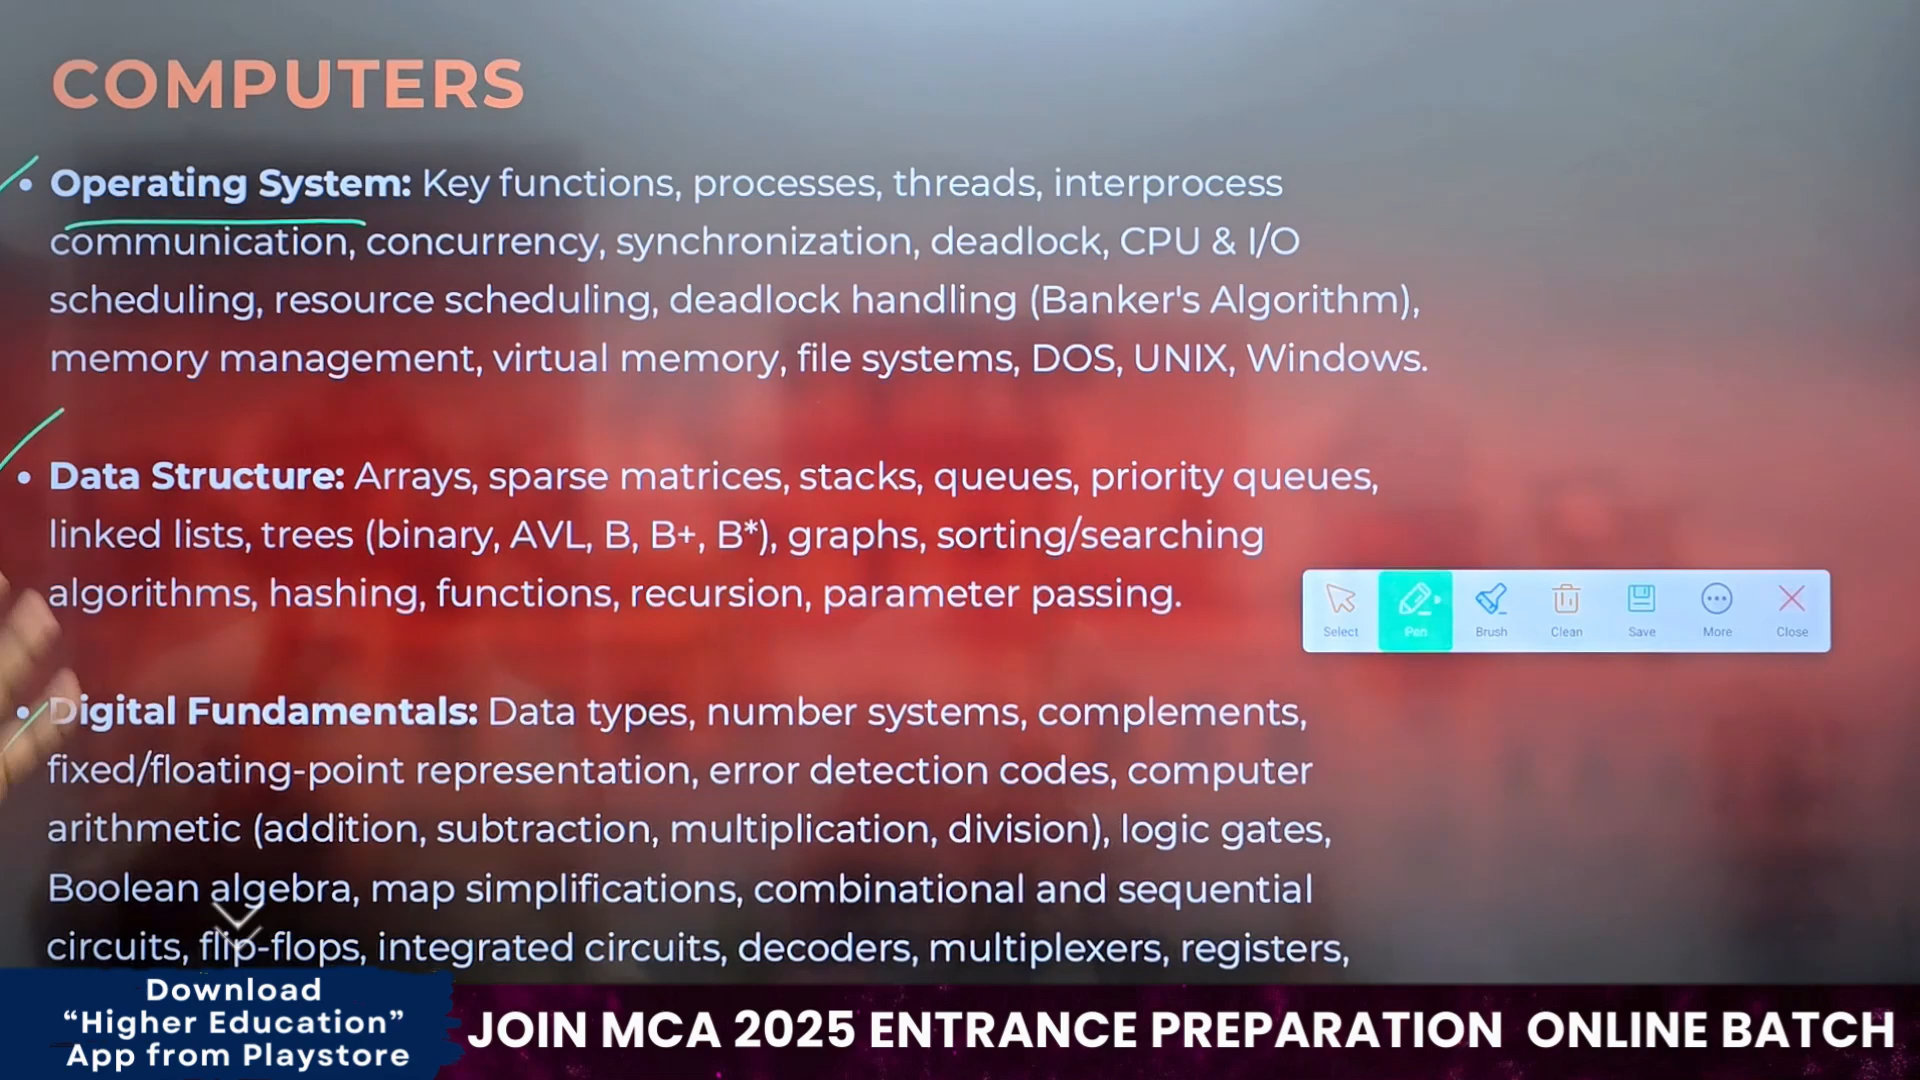 COMPUTERS
• Operating System: Key functions, processes, threads, interprocess
communication, concurrency, synchronization, deadlock, CPU & I/O
scheduling, resource scheduling, deadlock handling (Banker's Algorithm),
memory management, virtual memory, file systems, DOS, UNIX, Windows.
• Data Structure: Arrays, sparse matrices, stacks, queues, priority queues,
linked lists, trees (binary, AVL, B, B+, B*), graphs, sorting/searching
algorithms, hashing, functions, recursion, parameter passing.
Select Pen Brush Clean Save More Close
• Digital Fundamentals: Data types, number systems, complements,
fixed/floating-point representation, error detection codes, computer
arithmetic (addition, subtraction, multiplication, division), logic gates,
Boolean algebra, map simplifications, combinational and sequential
circuits, flip-flops, integrated circuits, decoders, multiplexers, registers,
Download
“Higher Education”
App from Playstore
JOIN MCA 2025 ENTRANCE PREPARATION ONLINE BATCH